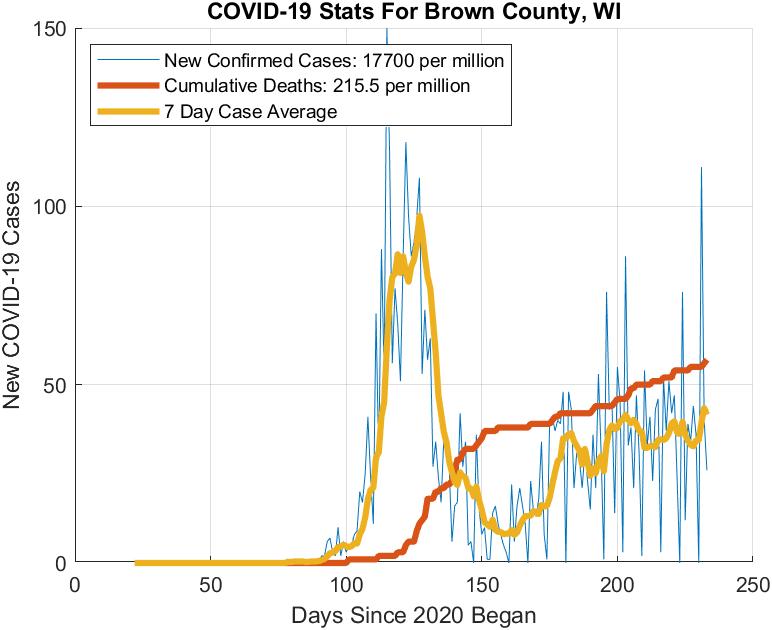 COVID-19 Stats For Brown County, WI
New Confirmed Cases: 17700 per million
Cumulative Deaths: 215.5 per million
7 Day Case Average
New COVID-19 Cases
150
100
50
0
0 50 100 150 200 250
Days Since 2020 Began